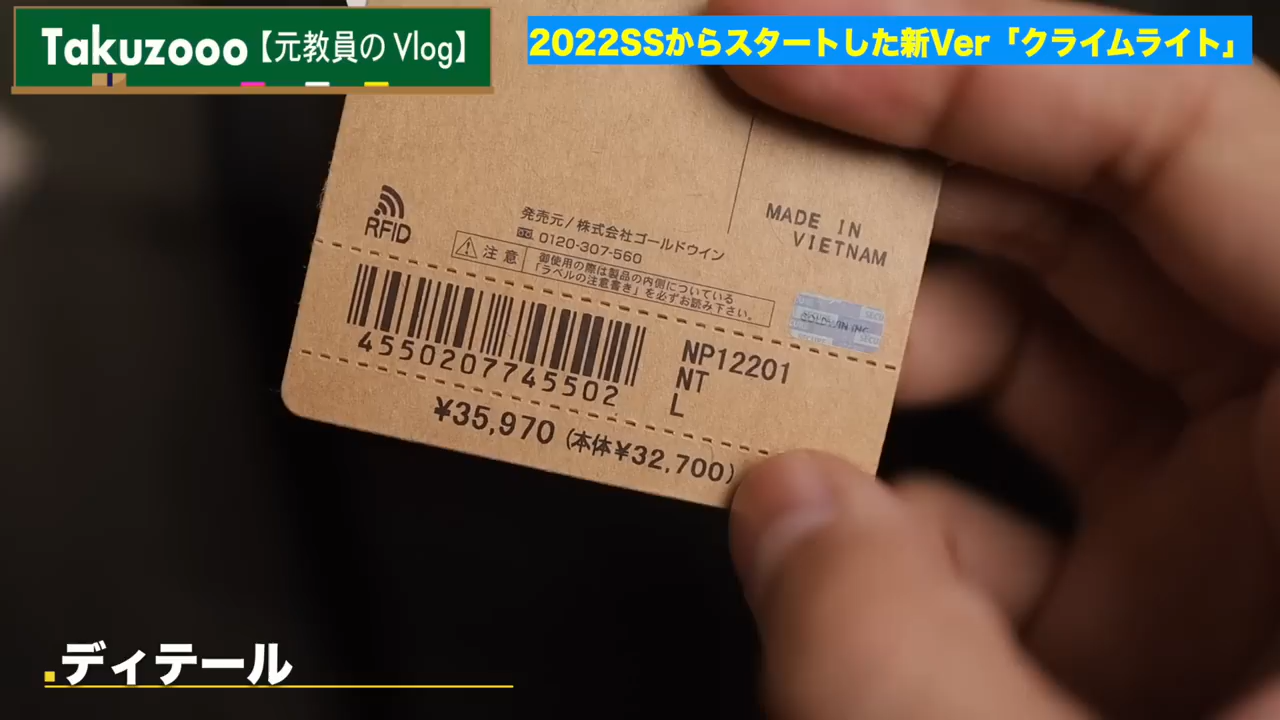 Takuzooo【元教員のVlog】
2022SSからスタートした新Ver「クライムライト」
RFID
発売元/株式会社ゴールドウイン
0120-307-560
注意
御使用の際は製品の内側についている
「ラベルの注意書き」を必ずお読み下さい。
MADE IN
VIETNAM
4550207745502
NP12201
NT
L
¥35,970 (本体¥32,700)
.ディテール